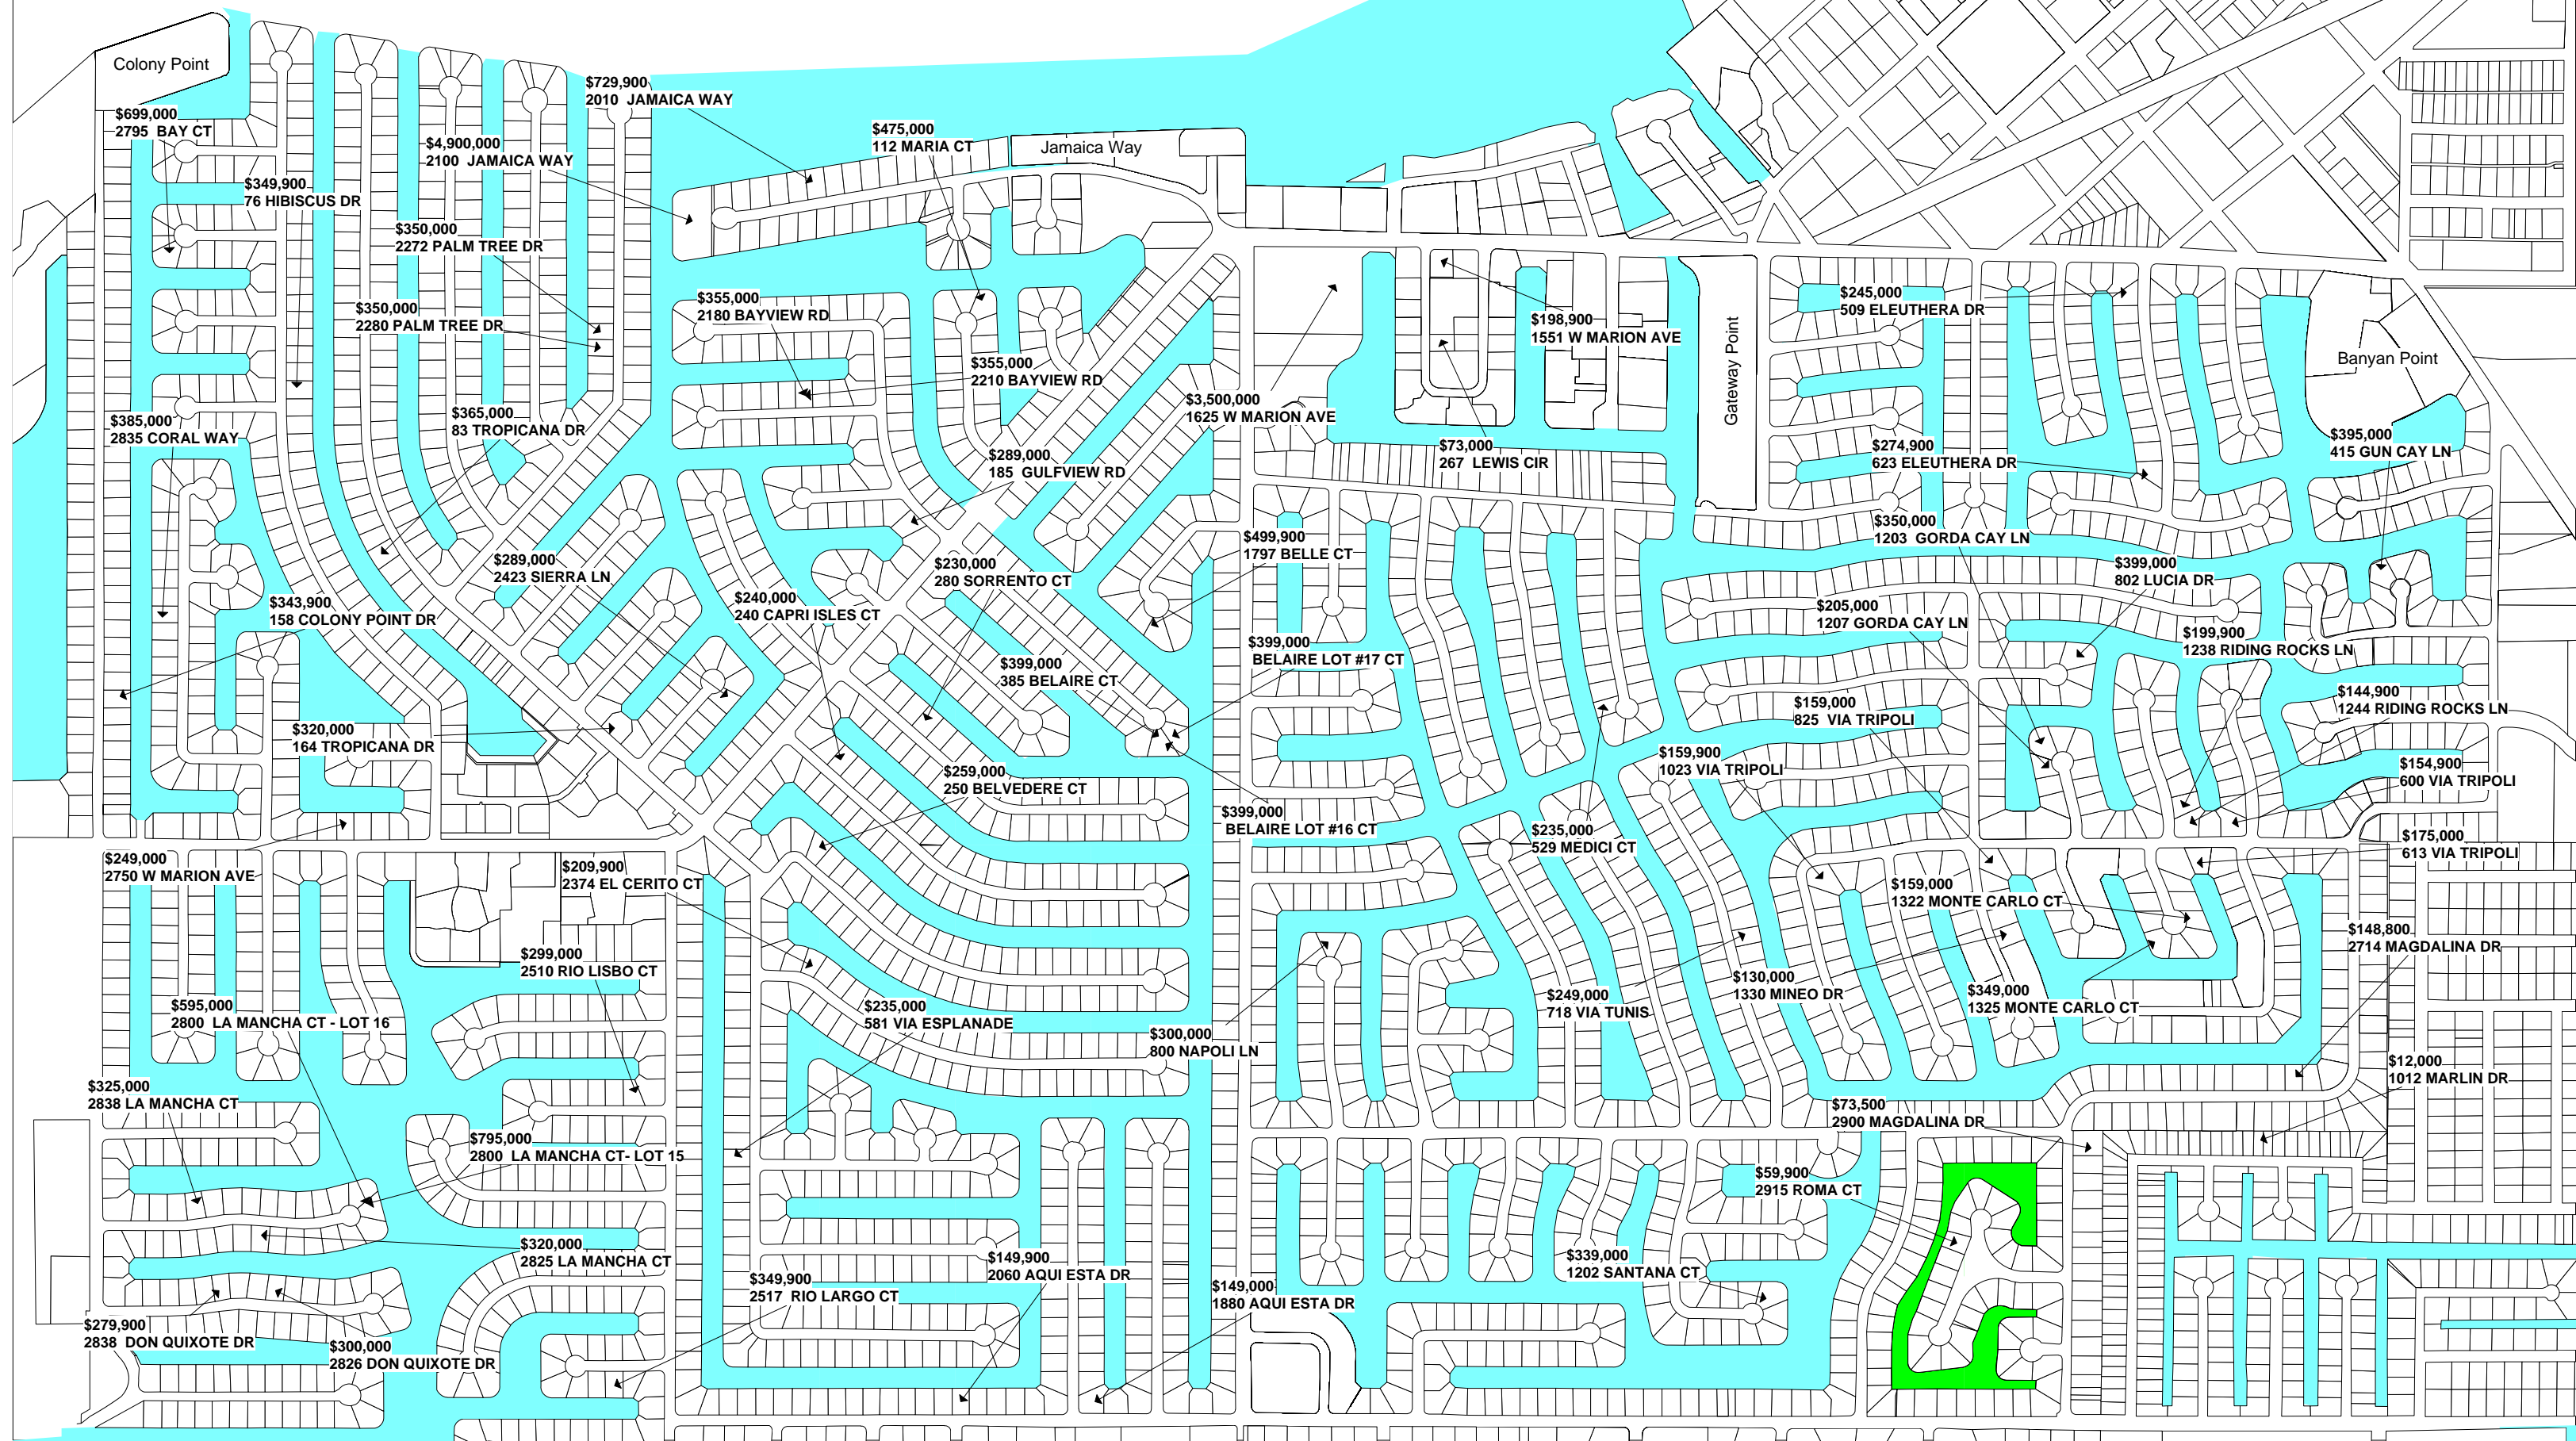 Colony Point
$729,900
2010 JAMAICA WAY
$699,000
2795 BAY CT
$4,900,000
2100 JAMAICA WAY
$475,000
112 MARIA CT
Jamaica Way
$349,900
76 HIBISCUS DR
$350,000
2272 PALM TREE DR
$350,000
2280 PALM TREE DR
$355,000
2180 BAYVIEW RD
$355,000
2210 BAYVIEW RD
$198,900
1551 W MARION AVE
Gateway Point
$245,000
509 ELEUTHERA DR
Banyan Point
$385,000
2835 CORAL WAY
$365,000
83 TROPICANA DR
$3,500,000
1625 W MARION AVE
$289,000
185 GULFVIEW RD
$73,000
267 LEWIS CIR
$274,900
623 ELEUTHERA DR
$395,000
415 GUN CAY LN
$350,000
1203 GORDA CAY LN
$499,900
1797 BELLE CT
$289,000
2423 SIERRA LN
$230,000
280 SORRENTO CT
$399,000
802 LUCIA DR
$343,900
158 COLONY POINT DR
$240,000
240 CAPRI ISLES CT
$205,000
1207 GORDA CAY LN
$199,900
1238 RIDING ROCKS LN
$399,000
BELAIRE LOT #17 CT
$399,000
385 BELAIRE CT
$144,900
1244 RIDING ROCKS LN
$159,000
825 VIA TRIPOLI
$320,000
164 TROPICANA DR
$159,900
1023 VIA TRIPOLI
$154,900
600 VIA TRIPOLI
$259,000
250 BELVEDERE CT
$399,000
BELAIRE LOT #16 CT
$235,000
529 MEDICI CT
$175,000
613 VIA TRIPOLI
$249,000
2750 W MARION AVE
$209,900
2374 EL CERITO CT
$159,000
1322 MONTE CARLO CT
$148,800
2714 MAGDALINA DR
$299,000
2510 RIO LISBO CT
$130,000
1330 MINEO DR
$349,000
1325 MONTE CARLO CT
$249,000
718 VIA TUNIS
$595,000
2800 LA MANCHA CT - LOT 16
$235,000
581 VIA ESPLANADE
$300,000
800 NAPOLI LN
$12,000
1012 MARLIN DR
$325,000
2838 LA MANCHA CT
$73,500
2900 MAGDALINA DR
$795,000
2800 LA MANCHA CT- LOT 15
$59,900
2915 ROMA CT
$320,000
2825 LA MANCHA CT
$149,900
2060 AQUI ESTA DR
$339,000
1202 SANTANA CT
$349,900
2517 RIO LARGO CT
$149,000
1880 AQUI ESTA DR
$279,900
2838 DON QUIXOTE DR
$300,000
2826 DON QUIXOTE DR